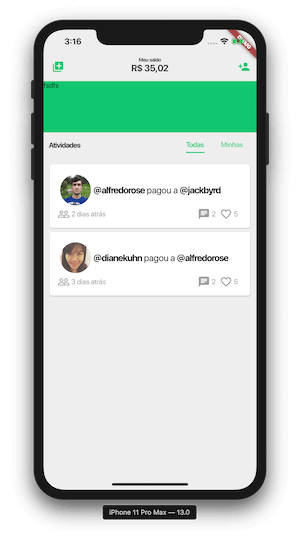 3:16
DEBUG
Meu saldo
R$ 35,02
fsdfs
Atividades Todas Minhas
@alfredorose pagou a @jackbyrd
2 dias atrás 2 5
@dianekuhn pagou a @alfredorose
3 dias atrás 2 5
iPhone 11 Pro Max — 13.0